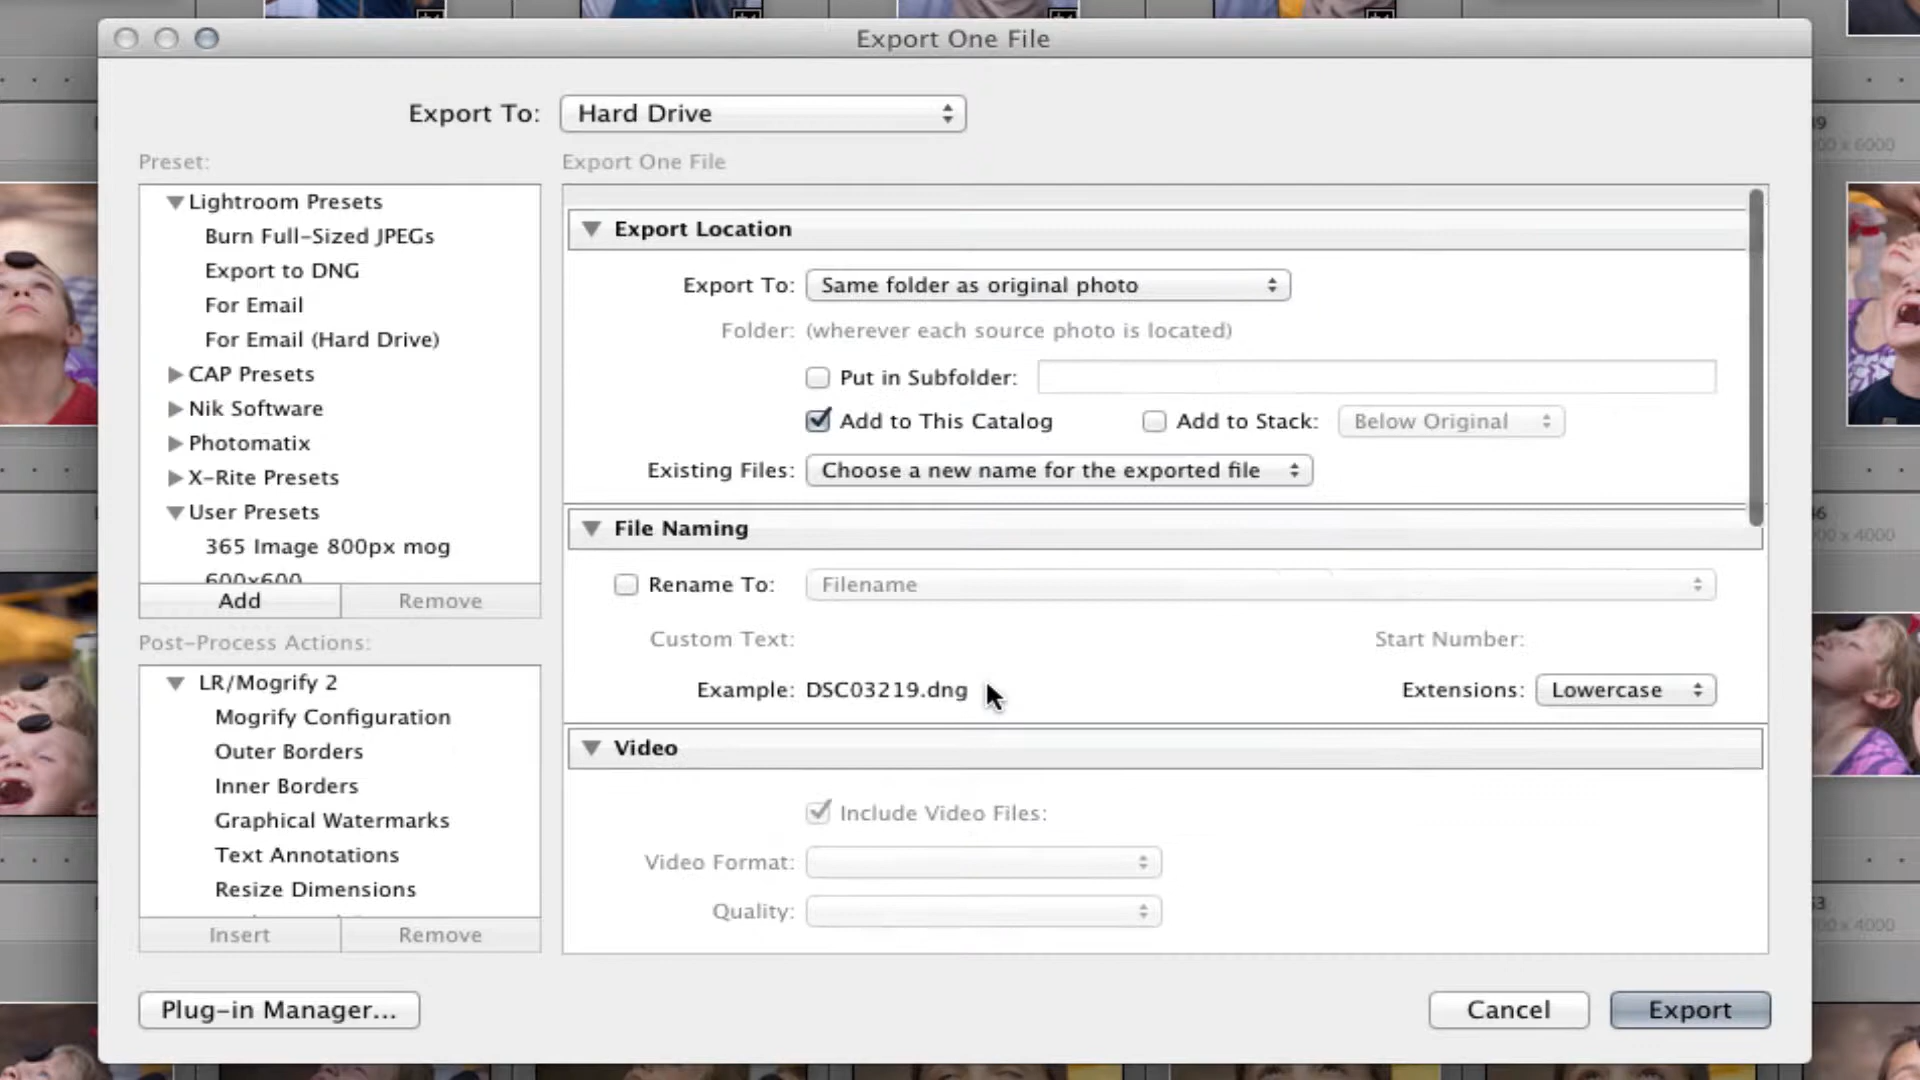 Export One File
Export To: Hard Drive
Preset:
Lightroom Presets
Burn Full-Sized JPEGs
Export to DNG
For Email
For Email (Hard Drive)
CAP Presets
Nik Software
Photomatix
X-Rite Presets
User Presets
365 Image 800px mog
600x600
Add Remove
Post-Process Actions:
LR/Mogrify 2
Mogrify Configuration
Outer Borders
Inner Borders
Graphical Watermarks
Text Annotations
Resize Dimensions
Insert Remove
Plug-in Manager...
Export One File
Export Location
Export To: Same folder as original photo
Folder: (wherever each source photo is located)
Put in Subfolder:
Add to This Catalog Add to Stack: Below Original
Existing Files: Choose a new name for the exported file
File Naming
Rename To: Filename
Custom Text: Start Number:
Example: DSC03219.dng Extensions: Lowercase
Video
Include Video Files:
Video Format:
Quality:
Cancel Export